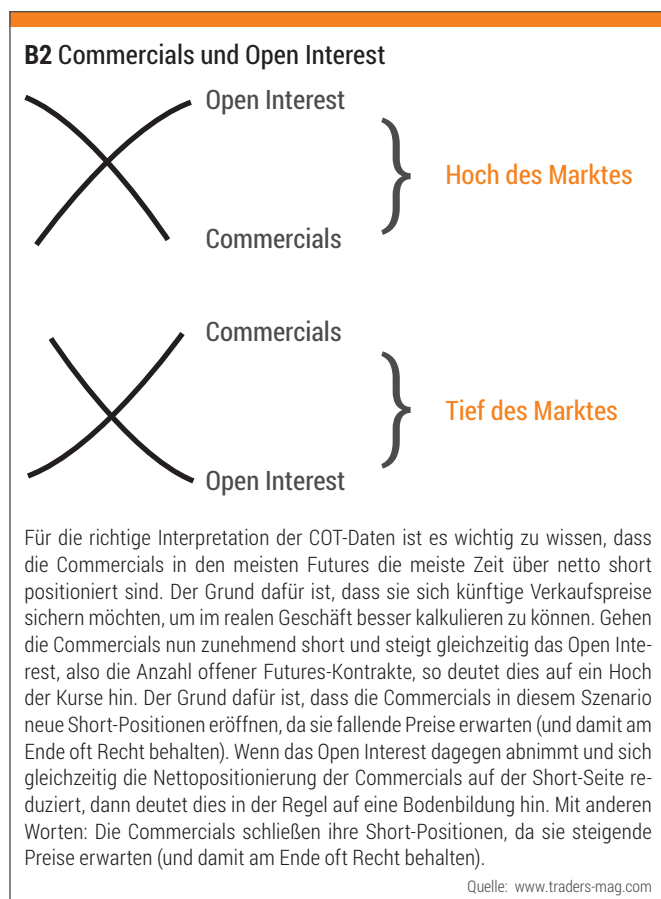 B2 Commercials und Open Interest
Open Interest
Hoch des Marktes
Commercials
Commercials
Tief des Marktes
Open Interest
Für die richtige Interpretation der COT-Daten ist es wichtig zu wissen, dass
die Commercials in den meisten Futures die meiste Zeit über netto short
positioniert sind. Der Grund dafür ist, dass sie sich künftige Verkaufspreise
sichern möchten, um im realen Geschäft besser kalkulieren zu können. Gehen
die Commercials nun zunehmend short und steigt gleichzeitig das Open Inte-
rest, also die Anzahl offener Futures-Kontrakte, so deutet dies auf ein Hoch
der Kurse hin. Der Grund dafür ist, dass die Commercials in diesem Szenario
neue Short-Positionen eröffnen, da sie fallende Preise erwarten (und damit am
Ende oft Recht behalten). Wenn das Open Interest dagegen abnimmt und sich
gleichzeitig die Nettopositionierung der Commercials auf der Short-Seite re-
duziert, dann deutet dies in der Regel auf eine Bodenbildung hin. Mit anderen
Worten: Die Commercials schließen ihre Short-Positionen, da sie steigende
Preise erwarten (und damit am Ende oft Recht behalten).
Quelle: www.traders-mag.com